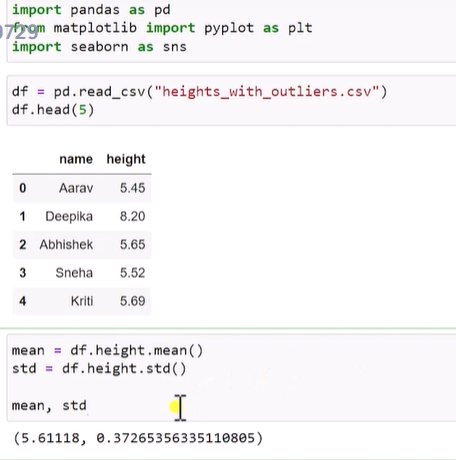 import pandas as pd
from matplotlib import pyplot as plt
import seaborn as sns
df = pd.read_csv("heights_with_outliers.csv")
df.head(5)
name height
0 Aarav 5.45
1 Deepika 8.20
2 Abhishek 5.65
3 Sneha 5.52
4 Kriti 5.69
mean = df.height.mean()
std = df.height.std()
mean, std
(5.61118, 0.37265356335110805)